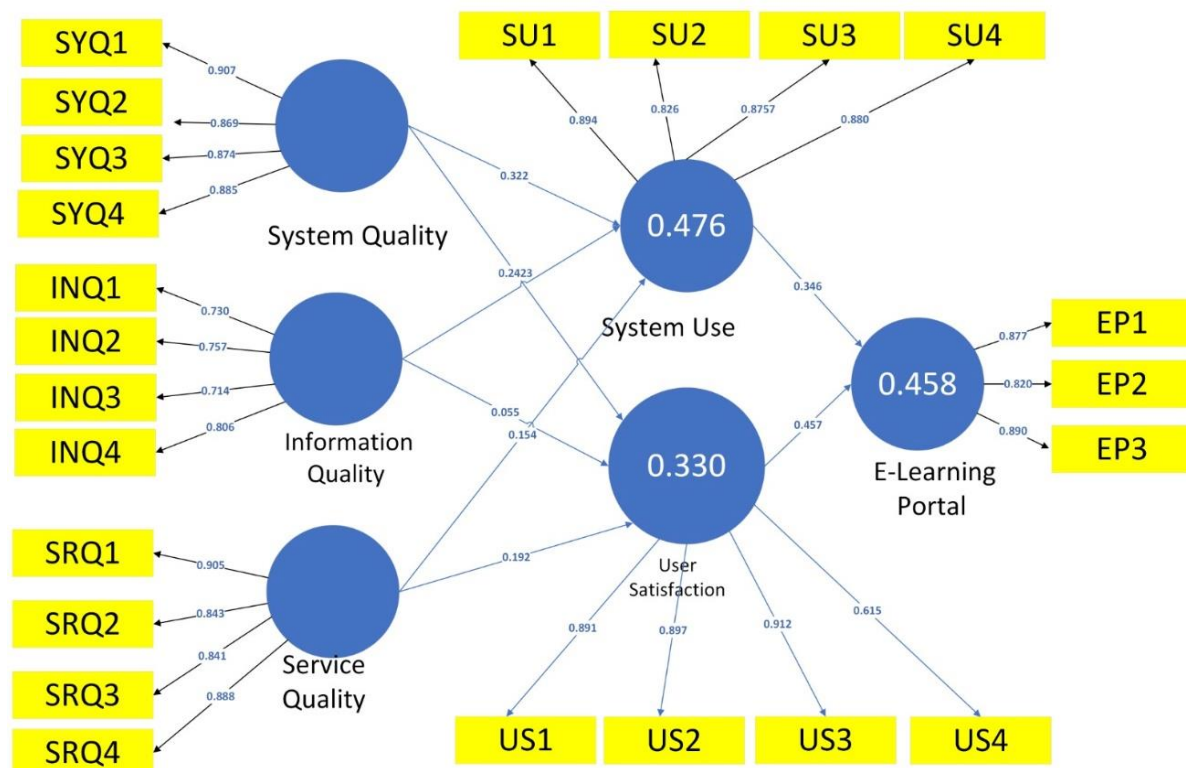 SYQ1
SYQ2
SYQ3
SYQ4
0.907
0.869
0.874
0.885
System Quality
SU1
SU2
SU3
SU4
0.894
0.826
0.8757
0.880
0.322
0.476
System Use
0.2423
0.346
INQ1
INQ2
INQ3
INQ4
0.730
0.757
0.714
0.806
Information
Quality
0.055
0.154
0.330
User
Satisfaction
0.457
0.458
E-Learning
Portal
0.877
0.820
0.890
EP1
EP2
EP3
SRQ1
SRQ2
SRQ3
SRQ4
0.905
0.843
0.841
0.888
Service
Quality
0.192
0.891
0.897
0.912
0.615
US1
US2
US3
US4